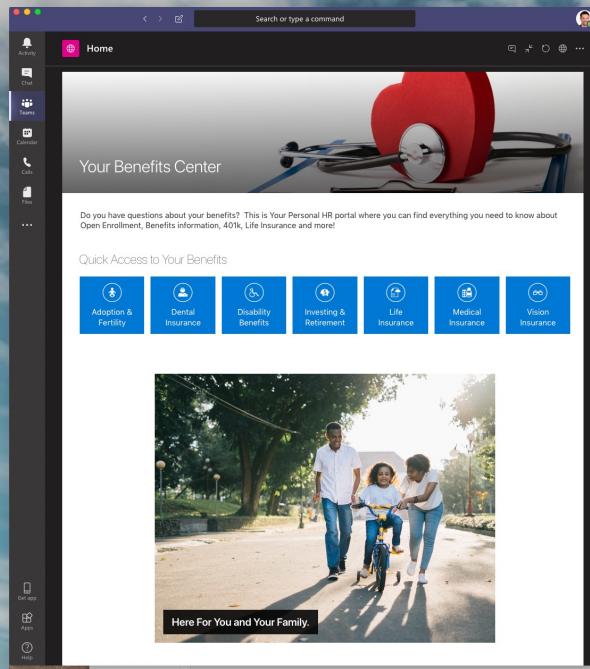 Search or type a command
Activity
Chat
Teams
Calendar
Calls
Files
Get app
Apps
Help
Home
Your Benefits Center
Do you have questions about your benefits?  This is Your Personal HR portal where you can find everything you need to know about
Open Enrollment, Benefits information, 401k, Life Insurance and more!
Quick Access to Your Benefits
Adoption &
Fertility
Dental
Insurance
Disability
Benefits
Investing &
Retirement
Life
Insurance
Medical
Insurance
Vision
Insurance
Here For You and Your Family.